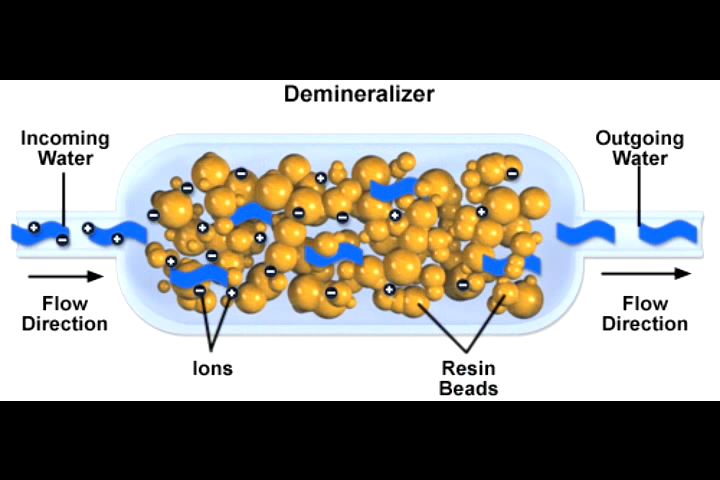 Demineralizer
Incoming
Water
Outgoing
Water
Flow
Direction
Flow
Direction
Ions
Resin
Beads